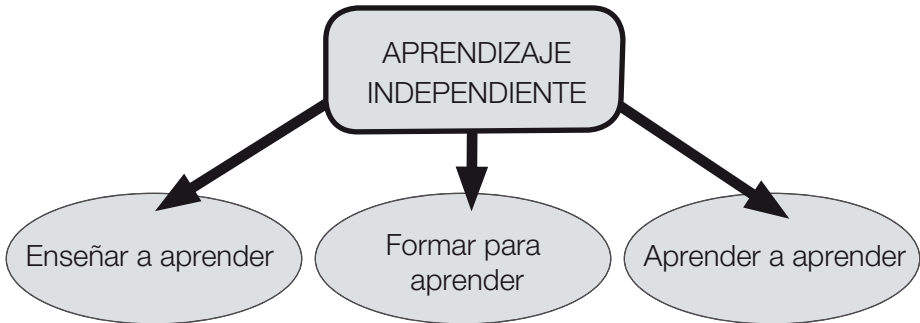 APRENDIZAJE
INDEPENDIENTE
Enseñar a aprender
Formar para
aprender
Aprender a aprender